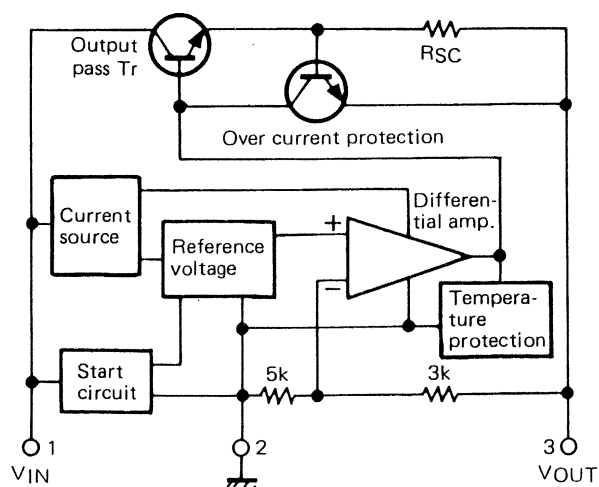 Output
pass Tr
RSC
Over current protection
Current
source
Differen-
tial amp.
Reference
voltage
+
−
Tempera-
ture
protection
Start
circuit
5k
3k
1
2
3
VIN
VOUT